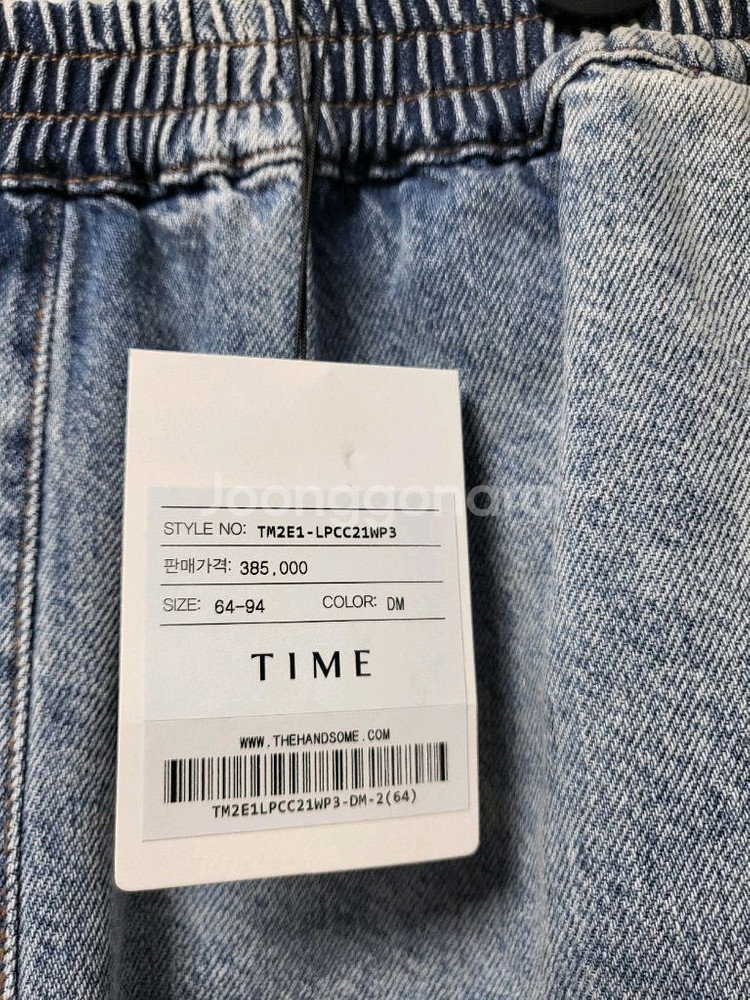 Joonggonara
STYLE NO: TM2E1-LPCC21WP3
판매가격: 385,000
SIZE: 64-94 COLOR: DM
TIME
WWW.THEHANDSOME.COM
TM2E1LPCC21WP3-DM-2(64)